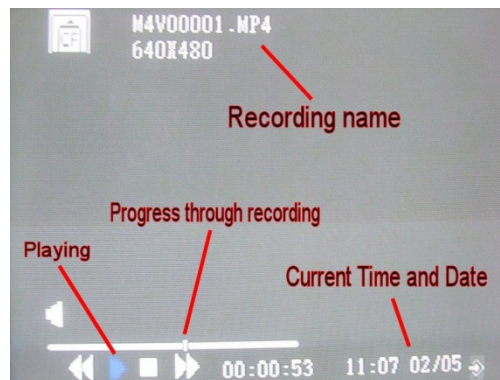 CF
M4V00001.MP4
640X480
Recording name
Progress through recording
Playing
Current Time and Date
00:00:53
11:07 02/05